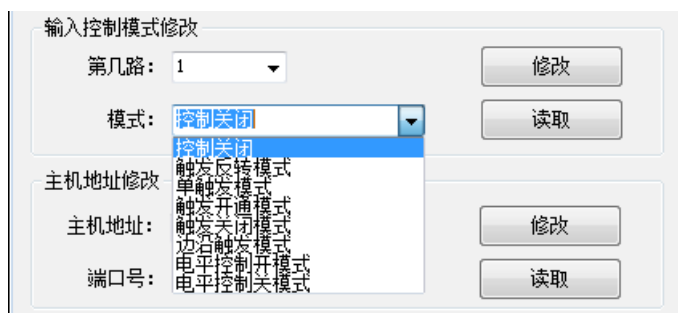 输入控制模式修改
第几路： 1 修改
模式： 控制关闭 读取
控制关闭
触发反转模式
单触发模式
触发开通模式
触发关闭模式
边沿触发模式
电平控制开模式
电平控制关模式
主机地址修改
主机地址： 修改
端口号： 读取